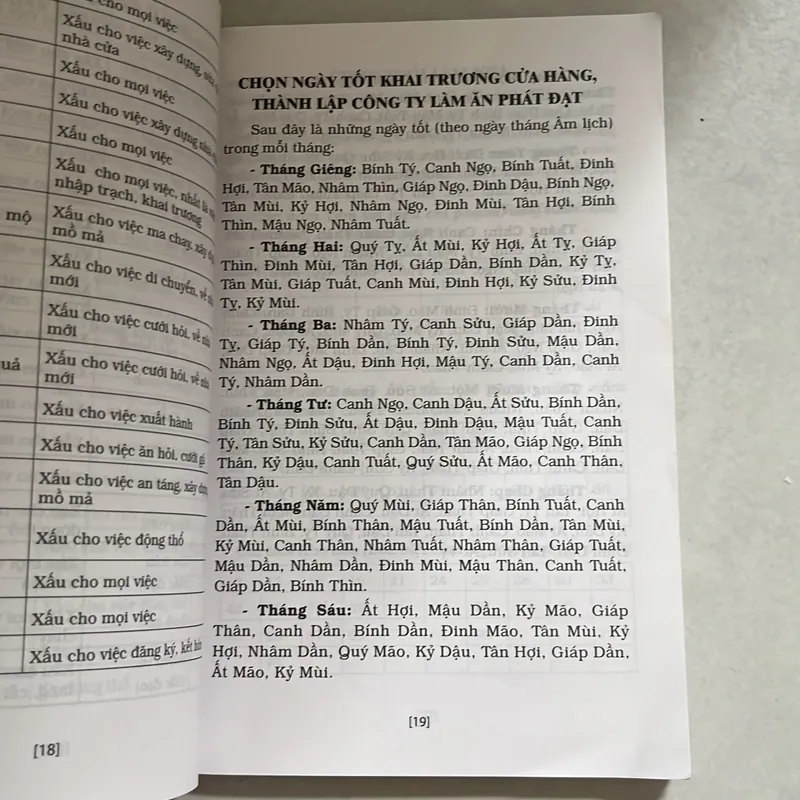 cho mọi việc
Xấu cho việc xây dựng,
nhà cửa
Xấu cho mọi việc
Xấu cho việc xây dựng
Xấu cho mọi việc
Xấu cho mọi việc, nhất là
nhập trạch, khai trương
mộ
Xấu cho việc ma chay, xây
mồ mả
Xấu cho việc di chuyển, về
mới
Xấu cho việc cưới hỏi, về
mới
uả
Xấu cho việc cưới hỏi, về
mới
Xấu cho việc xuất hành
Xấu cho việc ăn hỏi, cưới
Xấu cho việc an táng, xây
mồ mả
Xấu cho việc động thổ
Xấu cho mọi việc
Xấu cho mọi việc
Xấu cho việc đăng ký, kết
[18]
CHỌN NGÀY TỐT KHAI TRƯƠNG CỬA HÀNG,
THÀNH LẬP CÔNG TY LÀM ĂN PHÁT ĐẠT
Sau đây là những ngày tốt (theo ngày tháng Âm lịch)
trong mỗi tháng:
- Tháng Giêng: Bính Tý, Canh Ngọ, Bính Tuất, Đinh
Hợi, Tân Mão, Nhâm Thìn, Giáp Ngọ, Đinh Dậu, Bính Ngọ,
Tân Mùi, Kỷ Hợi, Nhâm Ngọ, Đinh Mùi, Tân Hợi, Bính
Thìn, Mậu Ngọ, Nhâm Tuất.
- Tháng Hai: Quý Tỵ, Ất Mùi, Kỷ Hợi, Ất Tỵ, Giáp
Thìn, Đinh Mùi, Tân Hợi, Giáp Dần, Bính Dần, Kỷ Tỵ,
Tân Mùi, Giáp Tuất, Canh Mùi, Đinh Hợi, Kỷ Sửu, Đinh
Tỵ, Kỷ Mùi.
- Tháng Ba: Nhâm Tý, Canh Sửu, Giáp Dần, Đinh
Tỵ, Giáp Tý, Bính Dần, Bính Tý, Đinh Sửu, Mậu Dần,
Nhâm Ngọ, Ất Dậu, Đinh Hợi, Mậu Tý, Canh Dần, Canh
Tý, Nhâm Dần.
- Tháng Tư: Canh Ngọ, Canh Dậu, Ất Sửu, Bính Dần,
Bính Tý, Đinh Sửu, Ất Dậu, Đinh Dậu, Mậu Tuất, Canh
Tý, Tân Sửu, Kỷ Sửu, Canh Dần, Tân Mão, Giáp Ngọ, Bính
Thân, Kỷ Dậu, Canh Tuất, Quý Sửu, Ất Mão, Canh Thân,
Tân Dậu.
- Tháng Năm: Quý Mùi, Giáp Thân, Bính Tuất, Canh
Dần, Ất Mùi, Bính Thân, Mậu Tuất, Bính Dần, Tân Mùi,
Kỷ Mùi, Canh Thân, Nhâm Tuất, Nhâm Thân, Giáp Tuất,
Mậu Dần, Nhâm Dần, Đinh Mùi, Mậu Thân, Canh Tuất,
Giáp Dần, Bính Thìn.
- Tháng Sáu: Ất Hợi, Mậu Dần, Kỷ Mão, Giáp
Thân, Canh Dần, Bính Dần, Đinh Mão, Tân Mùi, Kỷ
Hợi, Nhâm Dần, Quý Mão, Kỷ Dậu, Tân Hợi, Giáp Dần,
Ất Mão, Kỷ Mùi.
[19]